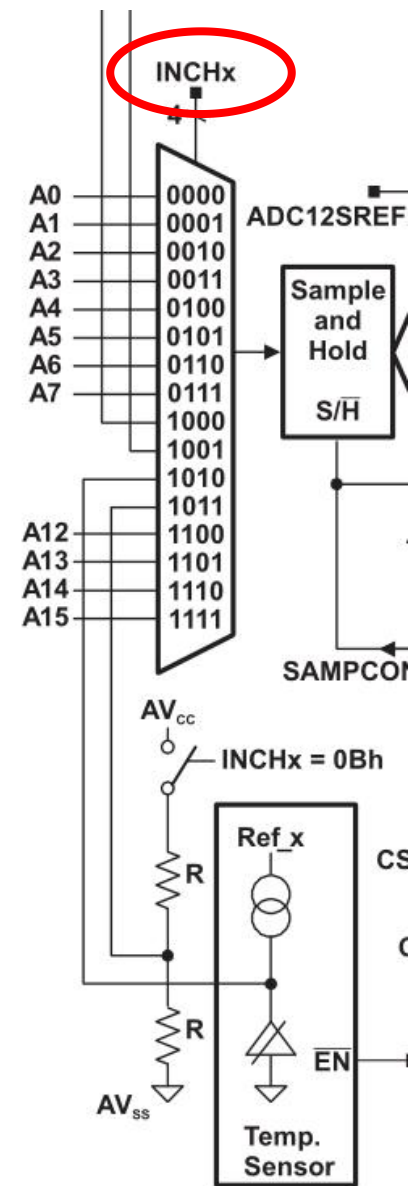 INCHx
4
A0 0000
A1 0001
A2 0010
A3 0011
A4 0100
A5 0101
A6 0110
A7 0111
1000
1001
1010
1011
A12 1100
A13 1101
A14 1110
A15 1111
ADC12SREF
Sample
and
Hold
S/H̅
SAMPCON
AVcc
INCHx = 0Bh
Ref_x
R
CS
R
E̅N̅
AVss
Temp.
Sensor